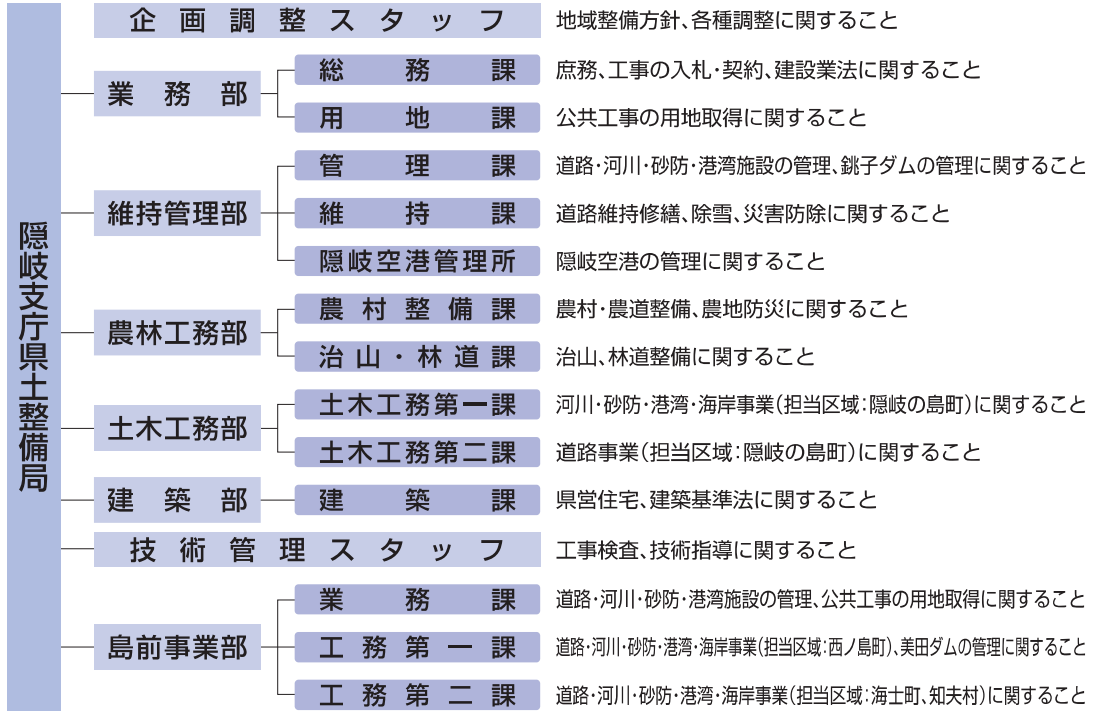 隠岐支庁県土整備局
企画調整スタッフ 地域整備方針、各種調整に関すること
業務部
総務課 庶務、工事の入札・契約、建設業法に関すること
用地課 公共工事の用地取得に関すること
維持管理部
管理課 道路・河川・砂防・港湾施設の管理、銚子ダムの管理に関すること
維持課 道路維持修繕、除雪、災害防除に関すること
隠岐空港管理所 隠岐空港の管理に関すること
農林工務部
農村整備課 農村・農道整備、農地防災に関すること
治山・林道課 治山、林道整備に関すること
土木工務部
土木工務第一課 河川・砂防・港湾・海岸事業(担当区域:隠岐の島町)に関すること
土木工務第二課 道路事業(担当区域:隠岐の島町)に関すること
建築部
建築課 県営住宅、建築基準法に関すること
技術管理スタッフ 工事検査、技術指導に関すること
島前事業部
業務課 道路・河川・砂防・港湾施設の管理、公共工事の用地取得に関すること
工務第一課 道路・河川・砂防・港湾・海岸事業(担当区域:西ノ島町)、美田ダムの管理に関すること
工務第二課 道路・河川・砂防・港湾・海岸事業(担当区域:海士町、知夫村)に関すること